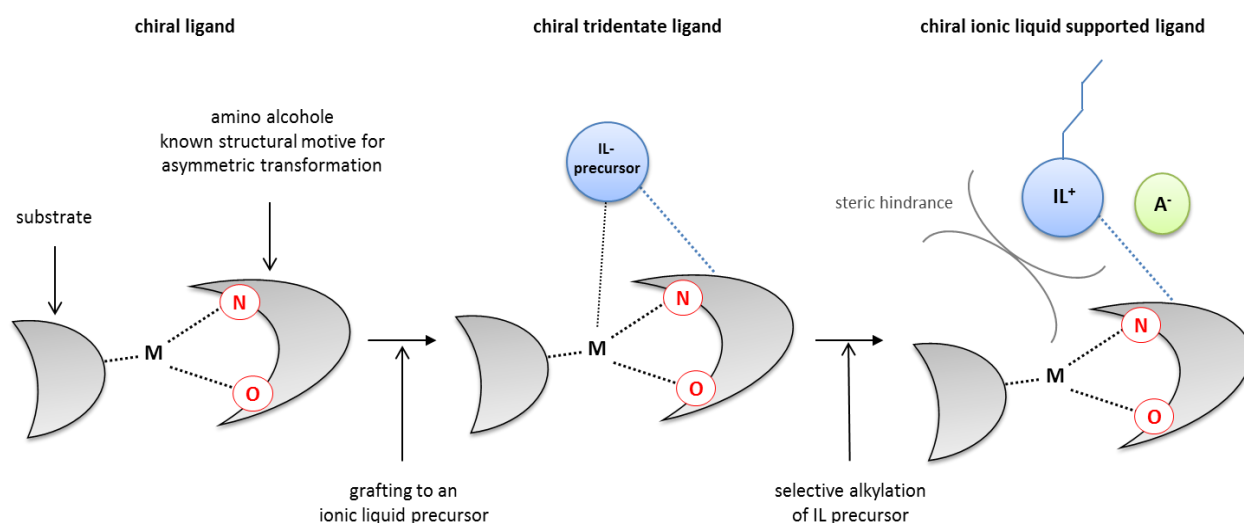 chiral ligand
amino alcohole
known structural motive for
asymmetric transformation
substrate
N
M
O
grafting to an
ionic liquid precursor
chiral tridentate ligand
IL-
precursor
N
M
O
selective alkylation
of IL precursor
chiral ionic liquid supported ligand
steric hindrance
IL+
A-
N
M
O